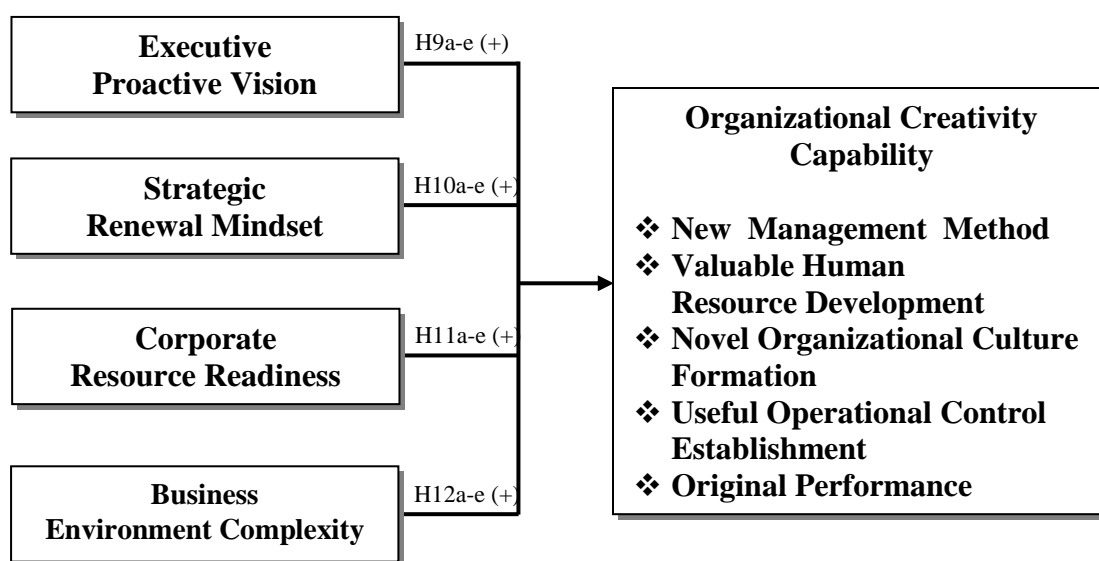 Executive
Proactive Vision
H9a-e (+)
Strategic
Renewal Mindset
H10a-e (+)
Corporate
Resource Readiness
H11a-e (+)
Business
Environment Complexity
H12a-e (+)
Organizational Creativity
Capability
❖ New Management Method
❖ Valuable Human
Resource Development
❖ Novel Organizational Culture
Formation
❖ Useful Operational Control
Establishment
❖ Original Performance